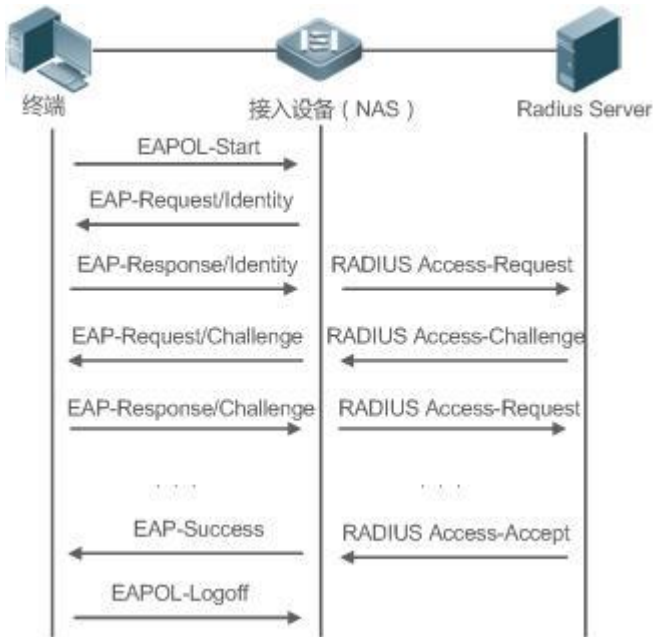 终端
接入设备（NAS）
Radius Server
EAPOL-Start
EAP-Request/Identity
EAP-Response/Identity
RADIUS Access-Request
EAP-Request/Challenge
RADIUS Access-Challenge
EAP-Response/Challenge
RADIUS Access-Request
. . .
. . .
EAP-Success
RADIUS Access-Accept
EAPOL-Logoff